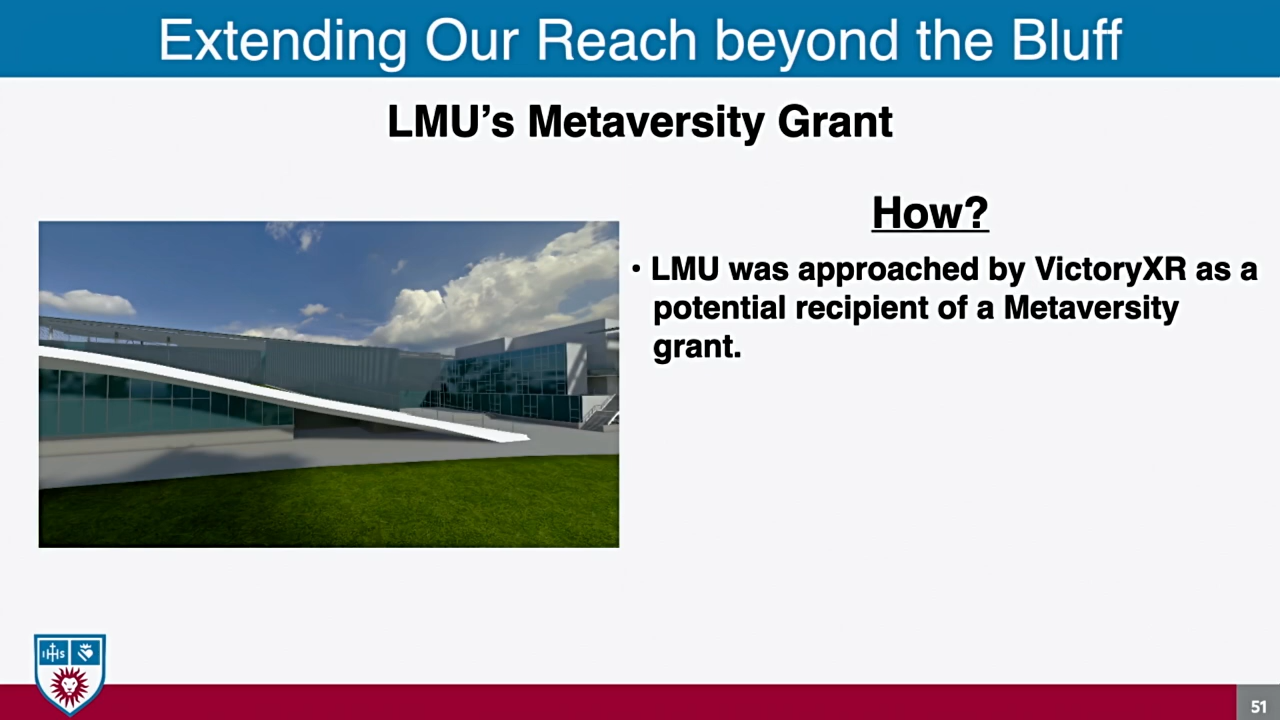 Extending Our Reach beyond the Bluff
LMU’s Metaversity Grant
How?
• LMU was approached by VictoryXR as a
potential recipient of a Metaversity
grant.
IHS
51